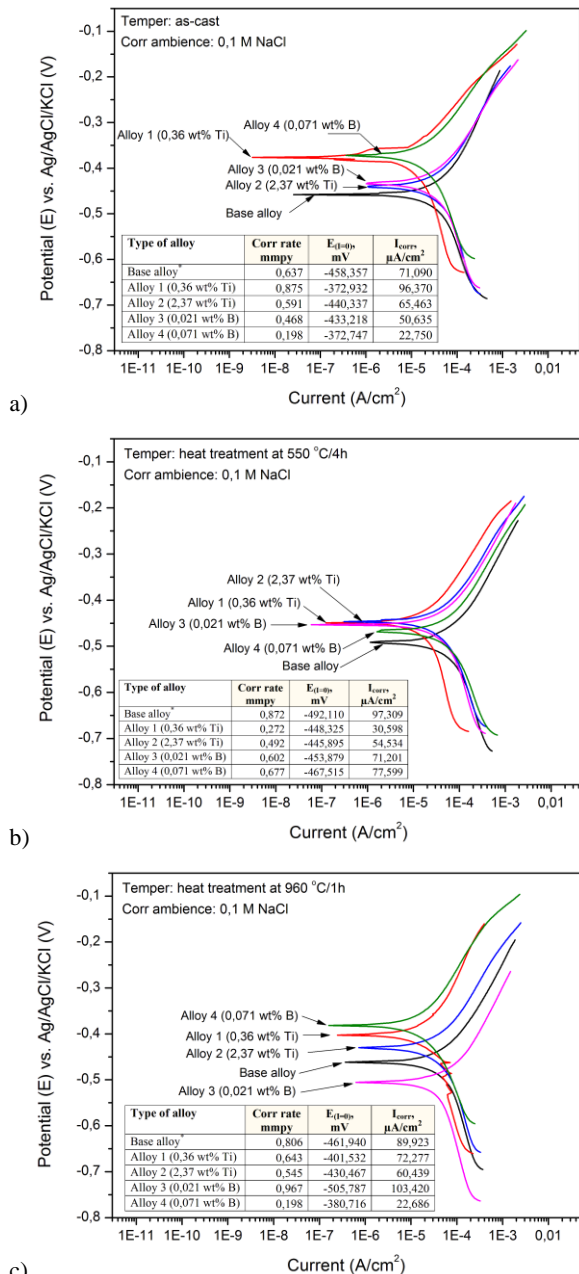 Temper: as-cast
Corr ambience: 0,1 M NaCl
-0,1
-0,2
-0,3
-0,4
-0,5
-0,6
-0,7
-0,8
Potential (E) vs. Ag/AgCl/KCl (V)
Alloy 4 (0,071 wt% B)
Alloy 1 (0,36 wt% Ti)
Alloy 3 (0,021 wt% B)
Alloy 2 (2,37 wt% Ti)
Base alloy
Type of alloy Corr rate mmpy E(I=0), mV Icorr, µA/cm²
Base alloy* 0,637 -458,357 71,090
Alloy 1 (0,36 wt% Ti) 0,875 -372,932 96,370
Alloy 2 (2,37 wt% Ti) 0,591 -440,337 65,463
Alloy 3 (0,021 wt% B) 0,468 -433,218 50,635
Alloy 4 (0,071 wt% B) 0,198 -372,747 22,750
1E-11 1E-10 1E-9 1E-8 1E-7 1E-6 1E-5 1E-4 1E-3 0,01
Current (A/cm²)
a)
Temper: heat treatment at 550 °C/4h
Corr ambience: 0,1 M NaCl
-0,1
-0,2
-0,3
-0,4
-0,5
-0,6
-0,7
-0,8
Potential (E) vs. Ag/AgCl/KCl (V)
Alloy 2 (2,37 wt% Ti)
Alloy 1 (0,36 wt% Ti)
Alloy 3 (0,021 wt% B)
Alloy 4 (0,071 wt% B)
Base alloy
Type of alloy Corr rate mmpy E(I=0), mV Icorr, µA/cm²
Base alloy* 0,872 -492,110 97,309
Alloy 1 (0,36 wt% Ti) 0,272 -448,325 30,598
Alloy 2 (2,37 wt% Ti) 0,492 -445,895 54,534
Alloy 3 (0,021 wt% B) 0,602 -453,879 71,201
Alloy 4 (0,071 wt% B) 0,677 -467,515 77,599
1E-11 1E-10 1E-9 1E-8 1E-7 1E-6 1E-5 1E-4 1E-3 0,01
Current (A/cm²)
b)
Temper: heat treatment at 960 °C/1h
Corr ambience: 0,1 M NaCl
-0,1
-0,2
-0,3
-0,4
-0,5
-0,6
-0,7
-0,8
Potential (E) vs. Ag/AgCl/KCl (V)
Alloy 4 (0,071 wt% B)
Alloy 1 (0,36 wt% Ti)
Alloy 2 (2,37 wt% Ti)
Base alloy
Alloy 3 (0,021 wt% B)
Type of alloy Corr rate mmpy E(I=0), mV Icorr, µA/cm²
Base alloy* 0,806 -461,940 89,923
Alloy 1 (0,36 wt% Ti) 0,643 -401,532 72,277
Alloy 2 (2,37 wt% Ti) 0,545 -430,467 60,439
Alloy 3 (0,021 wt% B) 0,967 -505,787 103,420
Alloy 4 (0,071 wt% B) 0,198 -380,716 22,686
1E-11 1E-10 1E-9 1E-8 1E-7 1E-6 1E-5 1E-4 1E-3 0,01
Current (A/cm²)
c)